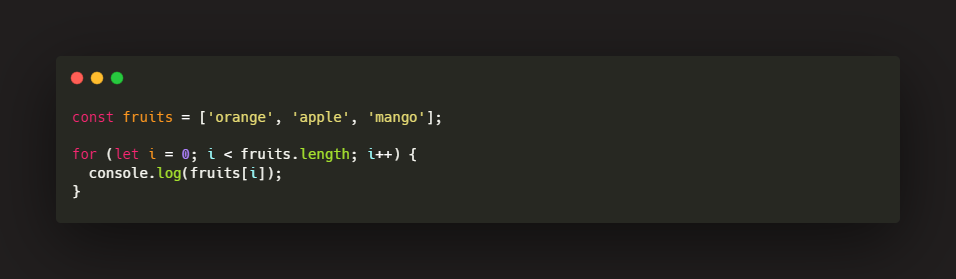 const fruits = ['orange', 'apple', 'mango'];
for (let i = 0; i < fruits.length; i++) {
  console.log(fruits[i]);
}